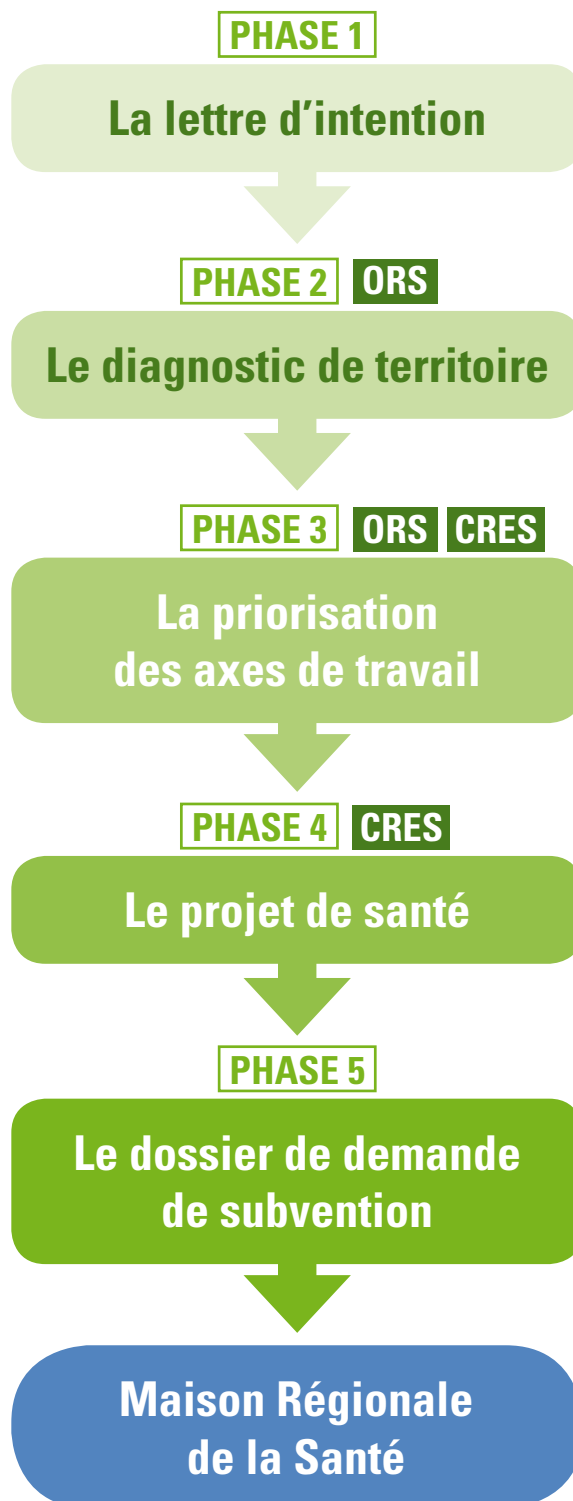 PHASE 1
La lettre d’intention
PHASE 2 ORS
Le diagnostic de territoire
PHASE 3 ORS CRES
La priorisation
des axes de travail
PHASE 4 CRES
Le projet de santé
PHASE 5
Le dossier de demande
de subvention
Maison Régionale
de la Santé